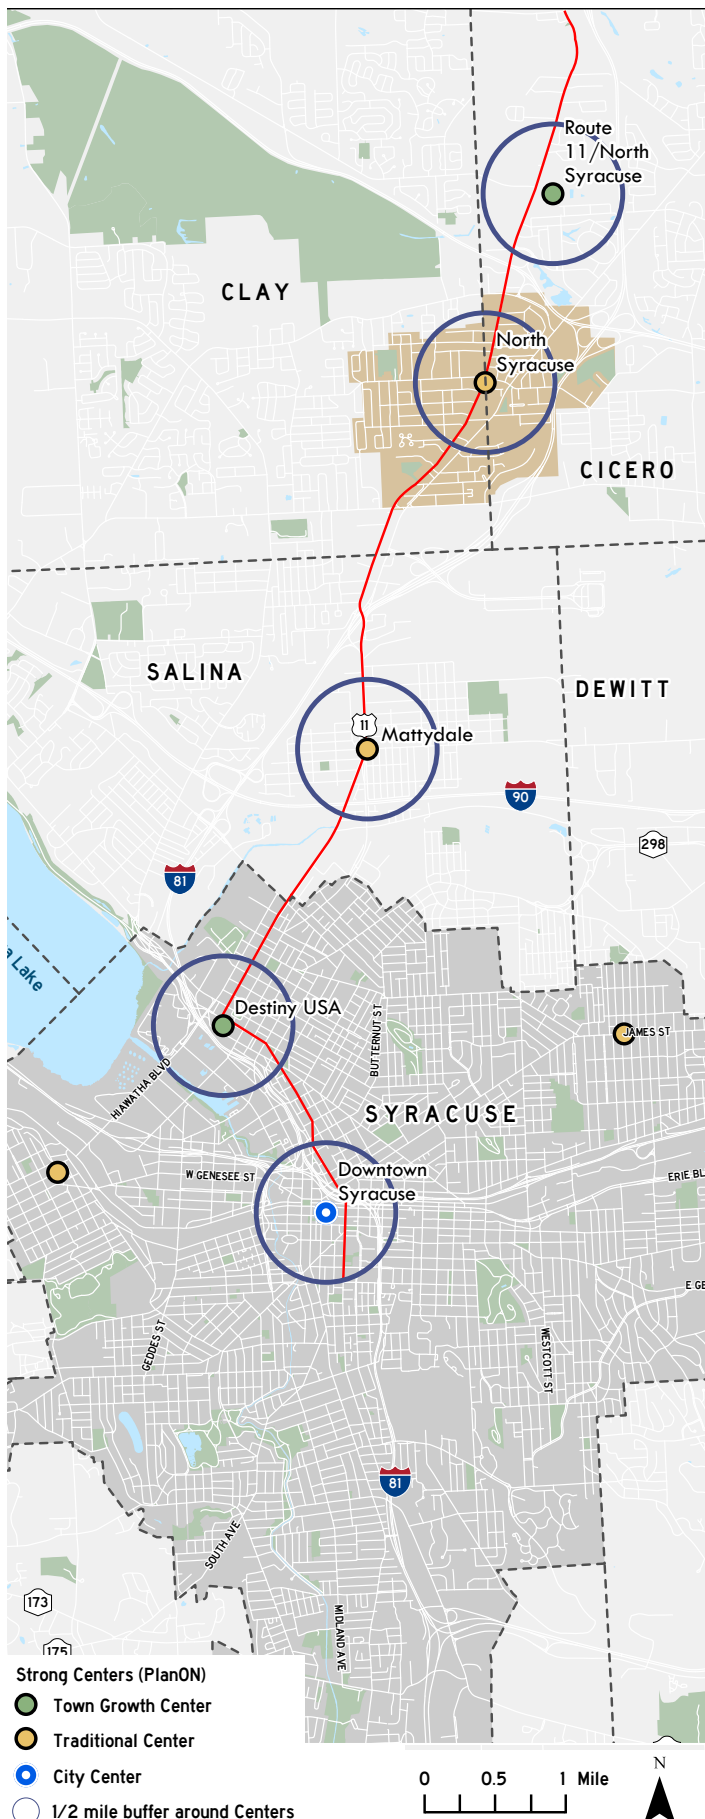 Route
11/North
Syracuse
CLAY
North
Syracuse
CICERO
SALINA
DEWITT
11
Mattydale
90
298
81
a Lake
Destiny USA
BUTTERNUT ST
JAMES ST
HIAWATHA BLVD
SYRACUSE
W GENESEE ST
Downtown
Syracuse
ERIE BL
E GE
GEDDES ST
WESTCOTT ST
81
SOUTH AVE
173
MIDLAND AVE
175
Strong Centers (PlanON)
Town Growth Center
Traditional Center
City Center
1/2 mile buffer around Centers
0 0.5 1 Mile
N